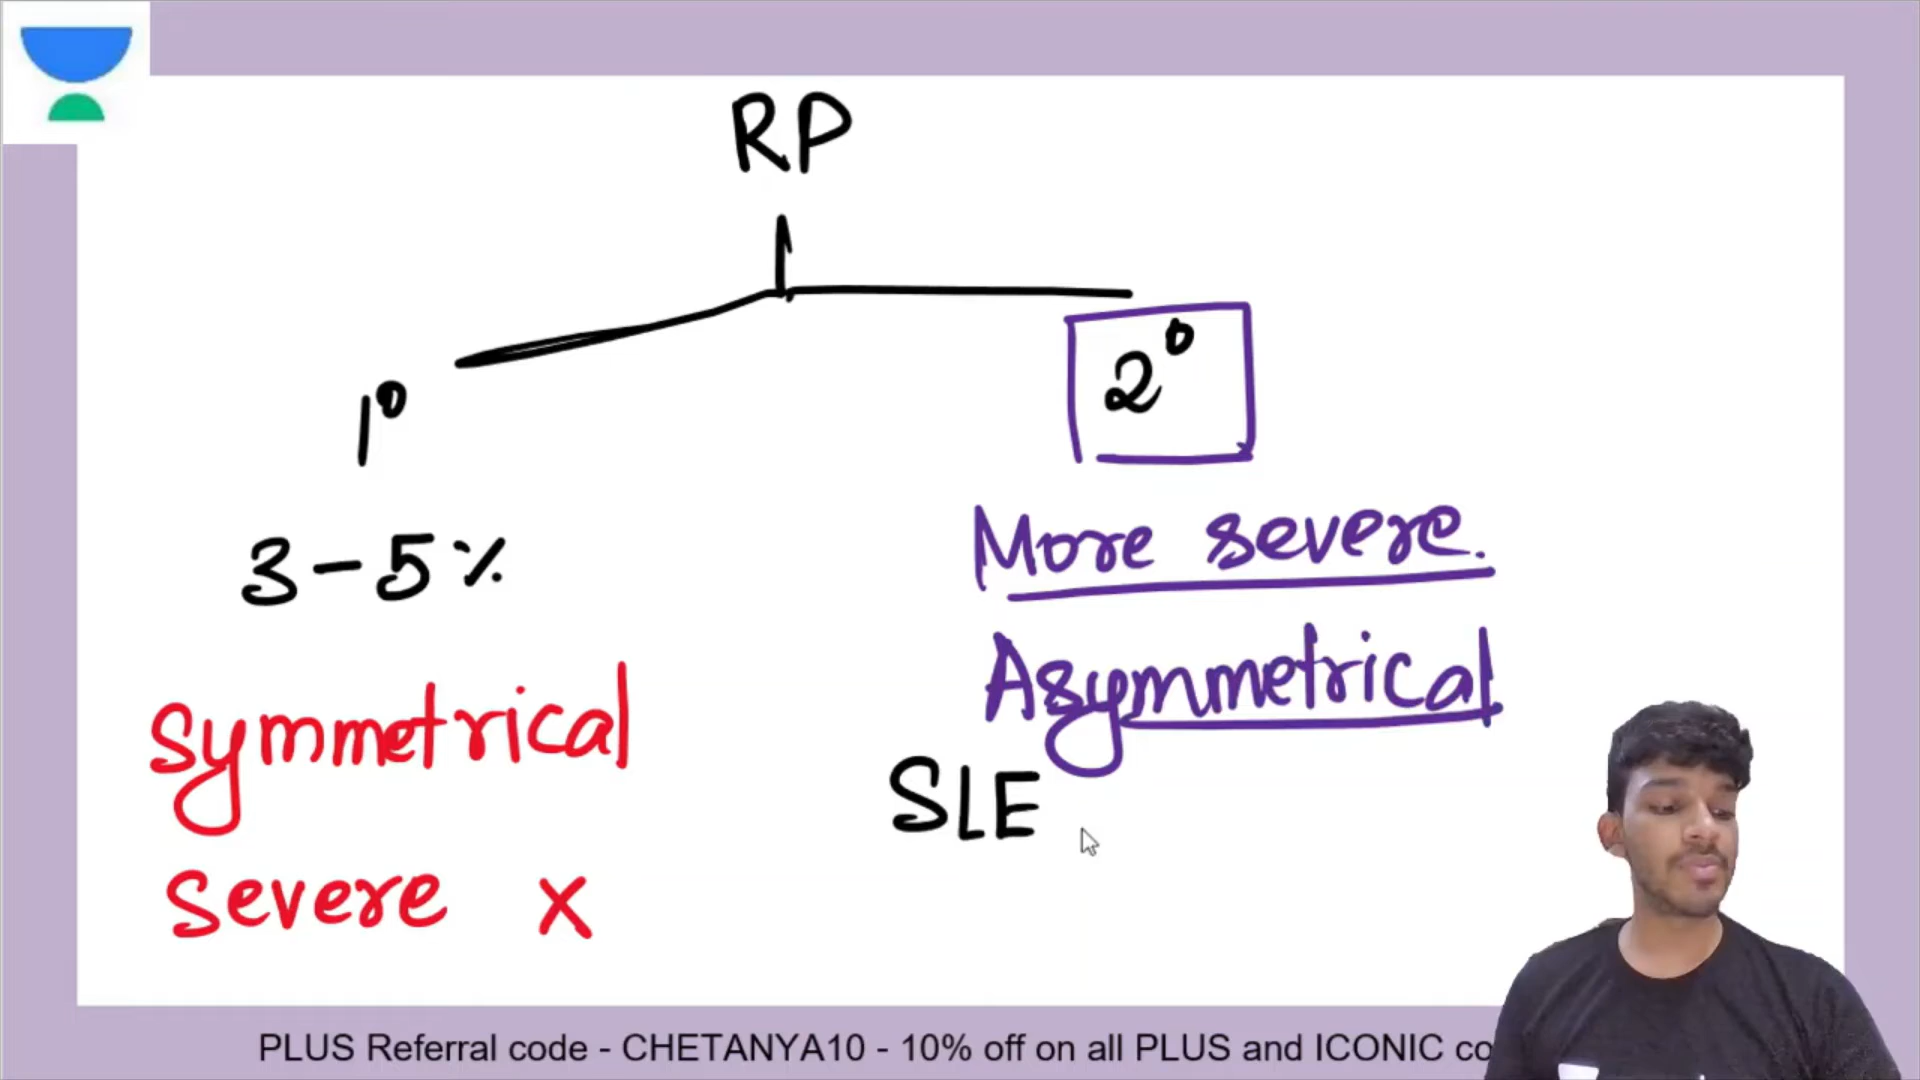 RP
1° 2°
3-5%
More severe.
Symmetrical Asymmetrical
SLE
Severe x
PLUS Referral code - CHETANYA10 - 10% off on all PLUS and ICONIC co